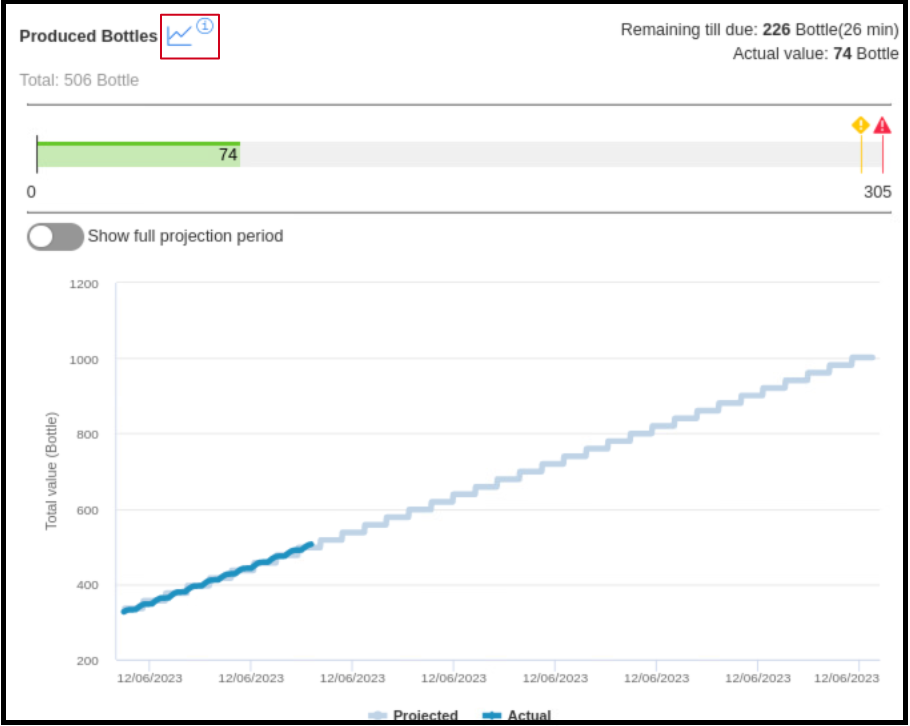 Produced Bottles
Remaining till due: 226 Bottle(26 min)
Actual value: 74 Bottle
Total: 506 Bottle
74
0
305
Show full projection period
1200
1000
800
600
400
200
Total value (Bottle)
12/06/2023 12/06/2023 12/06/2023 12/06/2023 12/06/2023 12/06/2023 12/06/2023 12/06/2023
Projected Actual